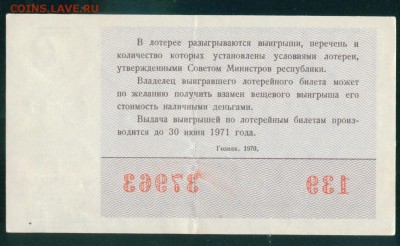 COINS.LAVE.RU
В лотерее разыгрываются выигрыши, перечень и
количество которых установлены условиями лотереи,
утвержденными Советом Министров республики.
Владелец выигравшего лотерейного билета может
по желанию получить взамен вещевого выигрыша его
стоимость наличными деньгами.
Выдача выигрышей по лотерейным билетам произ-
водится до 30 июня 1971 года.
Гознак. 1970.
37963 139